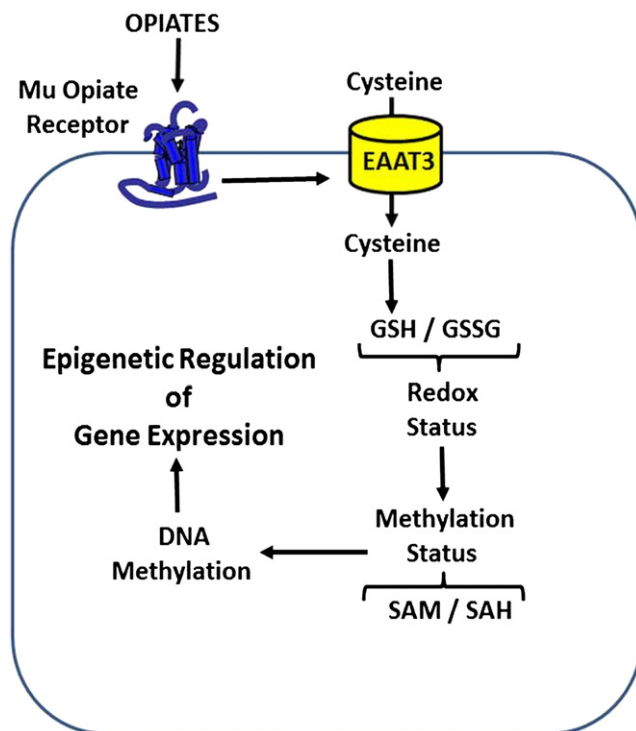 OPIATES
Mu Opiate
Receptor
Cysteine
EAAT3
Cysteine
GSH / GSSG
Redox
Status
Methylation
Status
SAM / SAH
DNA
Methylation
Epigenetic Regulation
of
Gene Expression